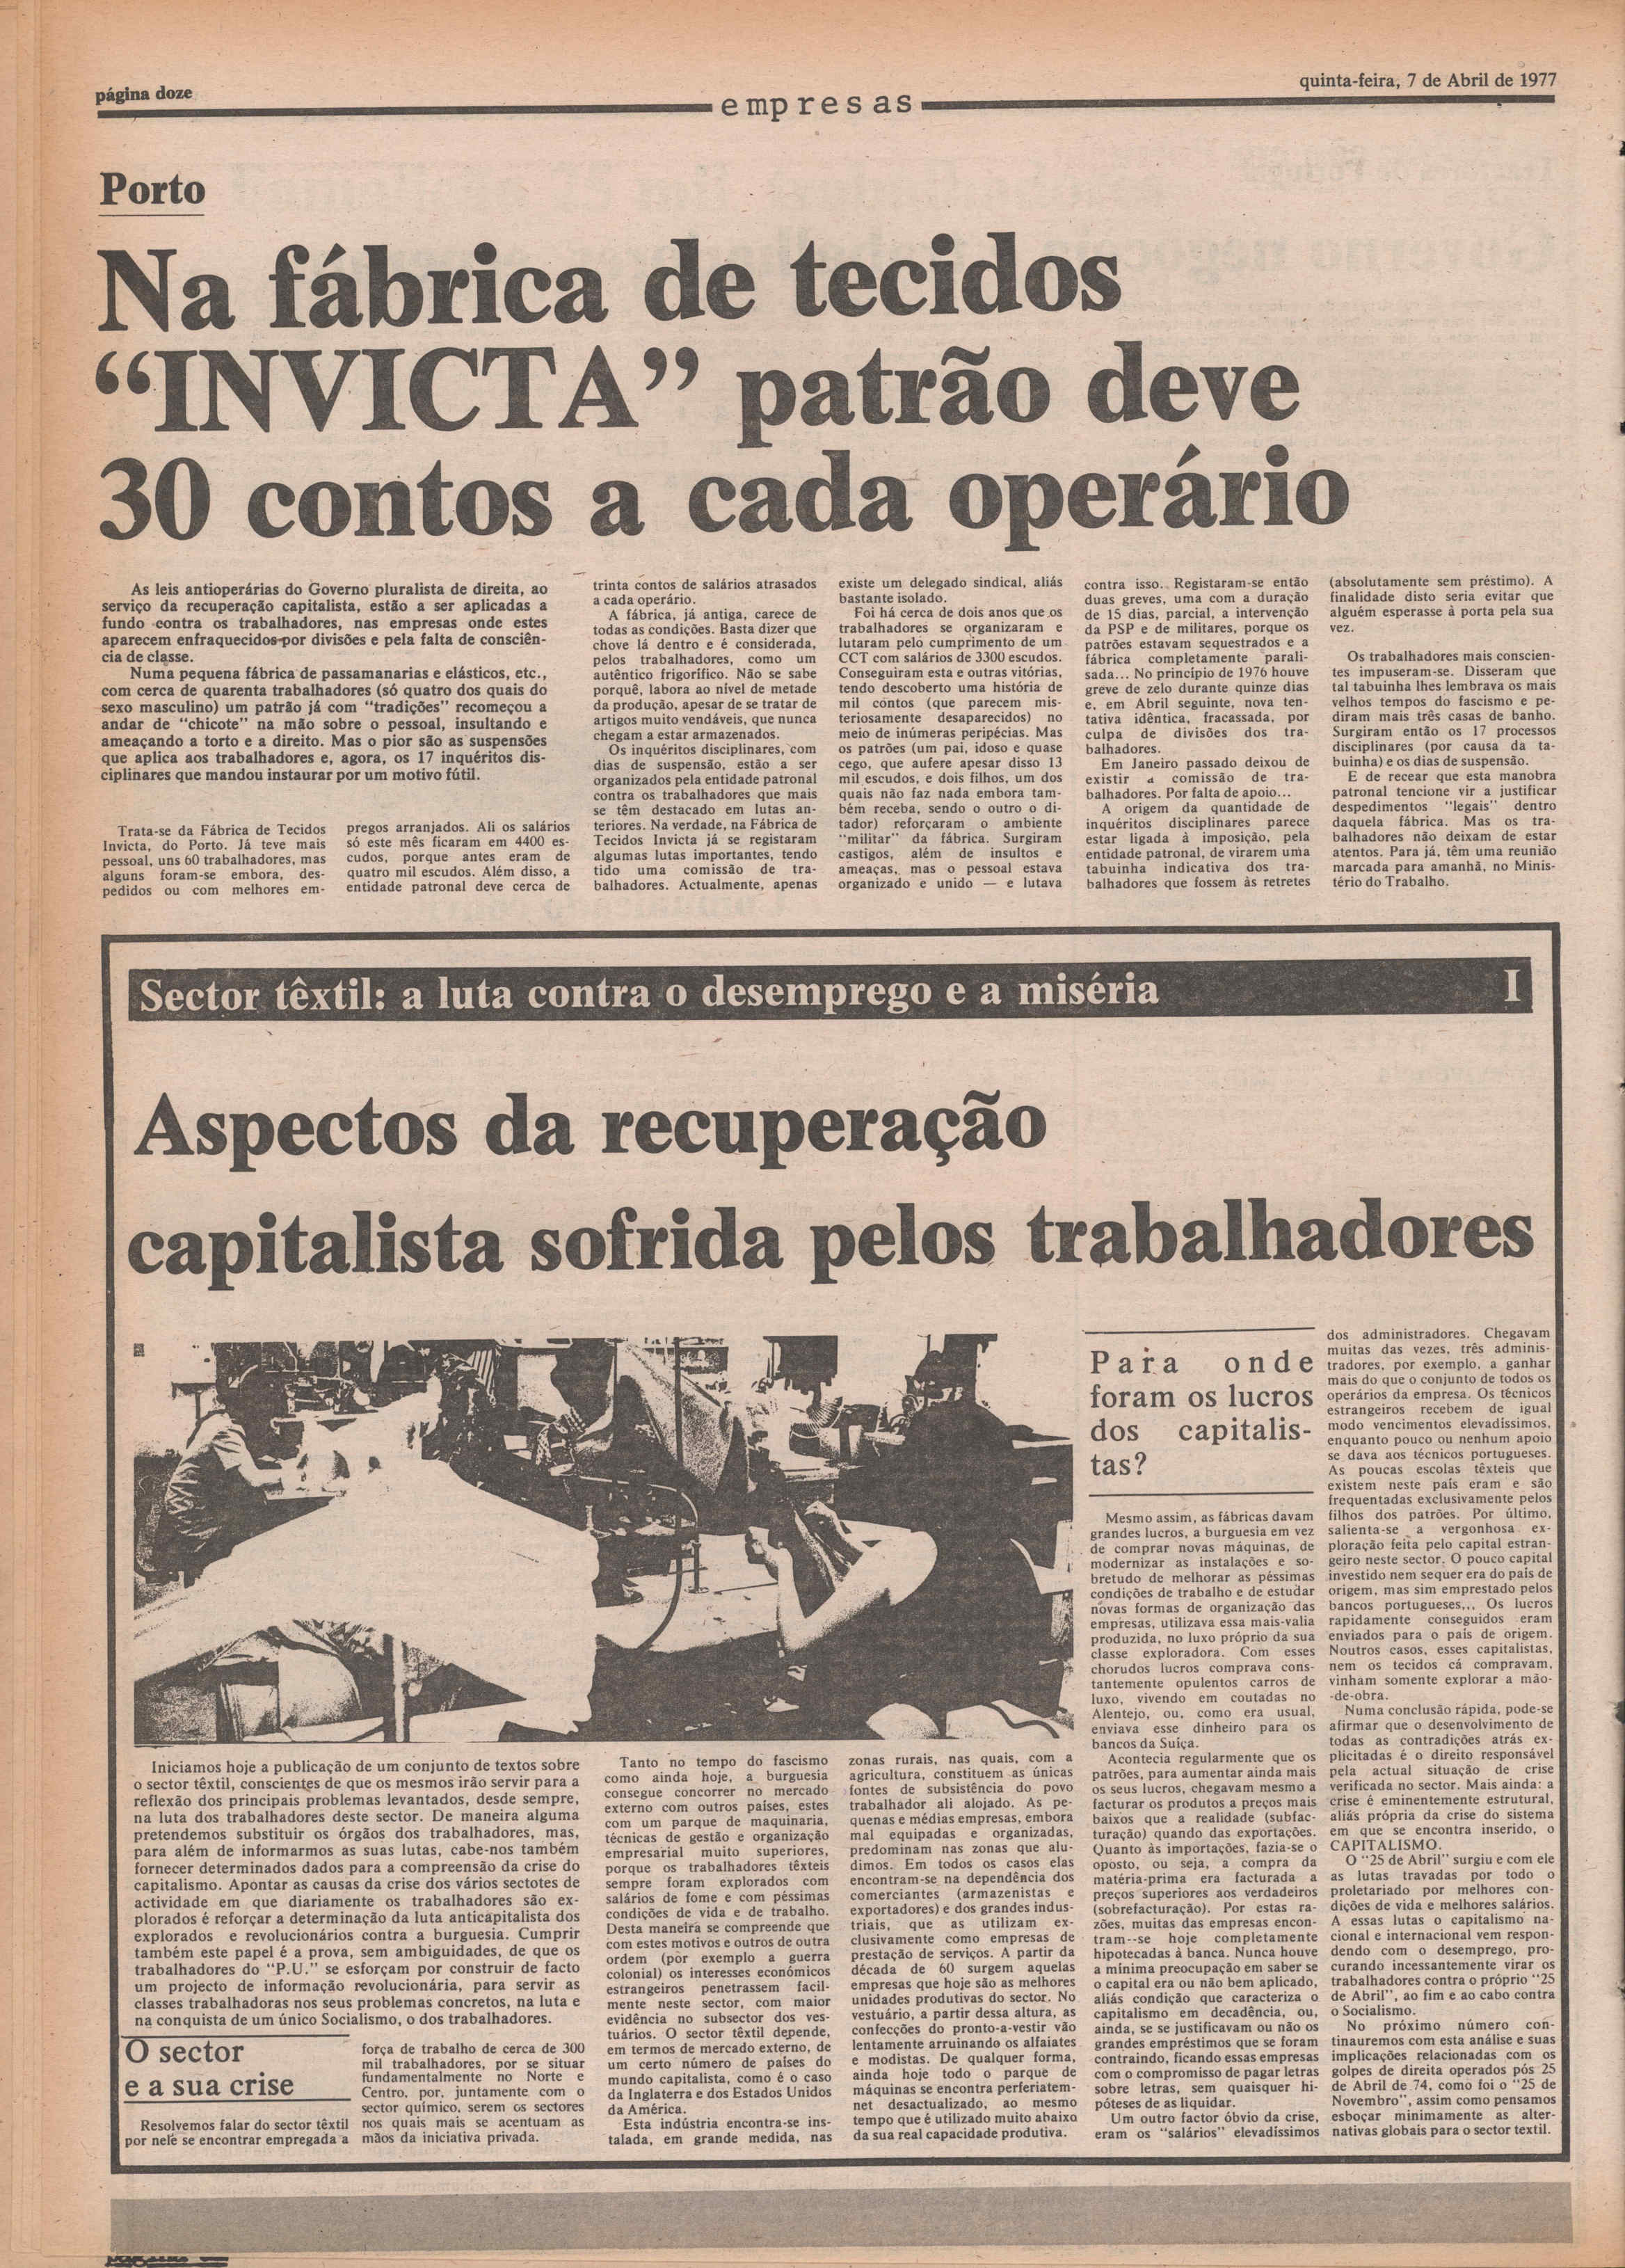 página doze
empresas
quinta-feira, 7 de Abril de 1977
Porto
Na fábrica de tecidos
“INVICTA” patrão deve
30 contos a cada operário
As leis antioperárias do Governo pluralista de direita, ao
serviço da recuperação capitalista, estão a ser aplicadas a
fundo contra os trabalhadores, nas empresas onde estes
aparecem enfraquecidos por divisões e pela falta de consciên-
cia de classe.
Numa pequena fábrica de passamanarias e elásticos, etc.,
com cerca de quarenta trabalhadores (só quatro dos quais do
sexo masculino) um patrão já com "tradições" recomeçou a
andar de "chicote" na mão sobre o pessoal, insultando e
ameaçando a torto e a direito. Mas o pior são as suspensões
que aplica aos trabalhadores e, agora, os 17 inquéritos dis-
ciplinares que mandou instaurar por um motivo fútil.
Trata-se da Fábrica de Tecidos
Invicta, do Porto. Já teve mais
pessoal, uns 60 trabalhadores, mas
alguns foram-se embora, des-
pedidos ou com melhores em-
pregos arranjados. Ali os salários
só este mês ficaram em 4400 es-
cudos, porque antes eram de
quatro mil escudos. Além disso, a
entidade patronal deve cerca de
trinta contos de salários atrasados
a cada operário.
A fábrica, já antiga, carece de
todas as condições. Basta dizer que
chove lá dentro e é considerada,
pelos trabalhadores, como um
autêntico frigorífico. Não se sabe
porquê, labora ao nível de metade
da produção, apesar de se tratar de
artigos muito vendáveis, que nunca
chegam a estar armazenados.
Os inquéritos disciplinares, com
dias de suspensão, estão a ser
organizados pela entidade patronal
contra os trabalhadores que mais
se têm destacado em lutas an-
teriores. Na verdade, na Fábrica de
Tecidos Invicta já se registaram
algumas lutas importantes, tendo
tido uma comissão de tra-
balhadores. Actualmente, apenas
existe um delegado sindical, aliás
bastante isolado.
Foi há cerca de dois anos que os
trabalhadores se organizaram e
lutaram pelo cumprimento de um
CCT com salários de 3300 escudos.
Conseguiram esta e outras vitórias,
tendo descoberto uma história de
mil contos (que parecem mis-
teriosamente desaparecidos) no
meio de inúmeras peripécias. Mas
os patrões (um pai, idoso e quase
cego, que aufere apesar disso 13
mil escudos, e dois filhos, um dos
quais não faz nada embora tam-
bém receba, sendo o outro o di-
tador) reforçaram o ambiente
"militar" da fábrica. Surgiram
castigos, além de insultos e
ameaças, mas o pessoal estava
organizado e unido — e lutava
contra isso. Registaram-se então
duas greves, uma com a duração
de 15 dias, parcial, a intervenção
da PSP e de militares, porque os
patrões estavam sequestrados e a
fábrica completamente parali-
sada... No princípio de 1976 houve
greve de zelo durante quinze dias
e, em Abril seguinte, nova ten-
tativa idêntica, fracassada, por
culpa de divisões dos tra-
balhadores.
Em Janeiro passado deixou de
existir a comissão de tra-
balhadores. Por falta de apoio...
A origem da quantidade de
inquéritos disciplinares parece
estar ligada à imposição, pela
entidade patronal, de virarem uma
tabuinha indicativa dos tra-
balhadores que fossem às retretes
(absolutamente sem préstimo). A
finalidade disto seria evitar que
alguém esperasse à porta pela sua
vez.
Os trabalhadores mais conscien-
tes impuseram-se. Disseram que
tal tabuinha lhes lembrava os mais
velhos tempos do fascismo e pe-
diram mais três casas de banho.
Surgiram então os 17 processos
disciplinares (por causa da ta-
buinha) e os dias de suspensão.
E de recear que esta manobra
patronal tencione vir a justificar
despedimentos "legais" dentro
daquela fábrica. Mas os tra-
balhadores não deixam de estar
atentos. Para já, têm uma reunião
marcada para amanhã, no Minis-
tério do Trabalho.
Sector têxtil: a luta contra o desemprego e a miséria I
Aspectos da recuperação
capitalista sofrida pelos trabalhadores
Iniciamos hoje a publicação de um conjunto de textos sobre
o sector têxtil, conscientes de que os mesmos irão servir para a
reflexão dos principais problemas levantados, desde sempre,
na luta dos trabalhadores deste sector. De maneira alguma
pretendemos substituir os órgãos dos trabalhadores, mas,
para além de informarmos as suas lutas, cabe-nos também
fornecer determinados dados para a compreensão da crise do
capitalismo. Apontar as causas da crise dos vários sectotes de
actividade em que diariamente os trabalhadores são ex-
plorados é reforçar a determinação da luta anticapitalista dos
explorados e revolucionários contra a burguesia. Cumprir
também este papel é a prova, sem ambiguidades, de que os
trabalhadores do "P.U." se esforçam por construir de facto
um projecto de informação revolucionária, para servir as
classes trabalhadoras nos seus problemas concretos, na luta e
na conquista de um único Socialismo, o dos trabalhadores.
O sector
e a sua crise
Resolvemos falar do sector têxtil
por nele se encontrar empregada a
força de trabalho de cerca de 300
mil trabalhadores, por se situar
fundamentalmente no Norte e
Centro, por, juntamente com o
sector químico, serem os sectores
nos quais mais se acentuam as
mãos da iniciativa privada.
Tanto no tempo do fascismo
como ainda hoje, a burguesia
consegue concorrer no mercado
externo com outros países, estes
com um parque de maquinaria,
técnicas de gestão e organização
empresarial muito superiores,
porque os trabalhadores têxteis
sempre foram explorados com
salários de fome e com péssimas
condições de vida e de trabalho.
Desta maneira se compreende que
com estes motivos e outros de outra
ordem (por exemplo a guerra
colonial) os interesses económicos
estrangeiros penetrassem facil-
mente neste sector, com maior
evidência no subsector dos ves-
tuários. O sector têxtil depende,
em termos de mercado externo, de
um certo número de países do
mundo capitalista, como é o caso
da Inglaterra e dos Estados Unidos
da América.
Esta indústria encontra-se ins-
talada, em grande medida, nas
zonas rurais, nas quais, com a
agricultura, constituem as únicas
fontes de subsistência do povo
trabalhador ali alojado. As pe-
quenas e médias empresas, embora
mal equipadas e organizadas,
predominam nas zonas que alu-
dimos. Em todos os casos elas
encontram-se na dependência dos
comerciantes (armazenistas e
exportadores) e dos grandes indus-
triais, que as utilizam ex-
clusivamente como empresas de
prestação de serviços. A partir da
década de 60 surgem aquelas
empresas que hoje são as melhores
unidades produtivas do sector. No
vestuário, a partir dessa altura, as
confecções do pronto-a-vestir vão
lentamente arruinando os alfaiates
e modistas. De qualquer forma,
ainda hoje todo o parque de
máquinas se encontra perferiatem-
net desactualizado, ao mesmo
tempo que é utilizado muito abaixo
da sua real capacidade produtiva.
Para onde
foram os lucros
dos capitalis-
tas?
Mesmo assim, as fábricas davam
grandes lucros, a burguesia em vez
de comprar novas máquinas, de
modernizar as instalações e so-
bretudo de melhorar as péssimas
condições de trabalho e de estudar
novas formas de organização das
empresas, utilizava essa mais-valia
produzida, no luxo próprio da sua
classe exploradora. Com esses
chorudos lucros comprava cons-
tantemente opulentos carros de
luxo, vivendo em coutadas no
Alentejo, ou, como era usual,
enviava esse dinheiro para os
bancos da Suíça.
Acontecia regularmente que os
patrões, para aumentar ainda mais
os seus lucros, chegavam mesmo a
facturar os produtos a preços mais
baixos que a realidade (subfac-
turação) quando das exportações.
Quanto às importações, fazia-se o
oposto, ou seja, a compra da
matéria-prima era facturada a
preços superiores aos verdadeiros
(sobrefacturação). Por estas ra-
zões, muitas das empresas encon-
tram--se hoje completamente
hipotecadas à banca. Nunca houve
a mínima preocupação em saber se
o capital era ou não bem aplicado,
aliás condição que caracteriza o
capitalismo em decadência, ou,
ainda, se se justificavam ou não os
grandes empréstimos que se foram
contraindo, ficando essas empresas
com o compromisso de pagar letras
sobre letras, sem quaisquer hi-
póteses de as liquidar.
Um outro factor óbvio da crise,
eram os "salários" elevadíssimos
dos administradores. Chegavam
muitas das vezes, três adminis-
tradores, por exemplo, a ganhar
mais do que o conjunto de todos os
operários da empresa. Os técnicos
estrangeiros recebem de igual
modo vencimentos elevadíssimos,
enquanto pouco ou nenhum apoio
se dava aos técnicos portugueses.
As poucas escolas têxteis que
existem neste país eram e são
frequentadas exclusivamente pelos
filhos dos patrões. Por último,
salienta-se a vergonhosa ex-
ploração feita pelo capital estran-
geiro neste sector. O pouco capital
investido nem sequer era do país de
origem, mas sim emprestado pelos
bancos portugueses... Os lucros
rapidamente conseguidos eram
enviados para o país de origem.
Noutros casos, esses capitalistas,
nem os tecidos cá compravam,
vinham somente explorar a mão-
-de-obra.
Numa conclusão rápida, pode-se
afirmar que o desenvolvimento de
todas as contradições atrás ex-
plicitadas é o direito responsável
pela actual situação de crise
verificada no sector. Mais ainda: a
crise é eminentemente estrutural,
aliás própria da crise do sistema
em que se encontra inserido, o
CAPITALISMO.
O "25 de Abril" surgiu e com ele
as lutas travadas por todo o
proletariado por melhores con-
dições de vida e melhores salários.
A essas lutas o capitalismo na-
cional e internacional vem respon-
dendo com o desemprego, pro-
curando incessantemente virar os
trabalhadores contra o próprio "25
de Abril", ao fim e ao cabo contra
o Socialismo.
No próximo número con-
tinauremos com esta análise e suas
implicações relacionadas com os
golpes de direita operados pós 25
de Abril de 74, como foi o "25 de
Novembro", assim como pensamos
esboçar minimamente as alter-
nativas globais para o sector textil.